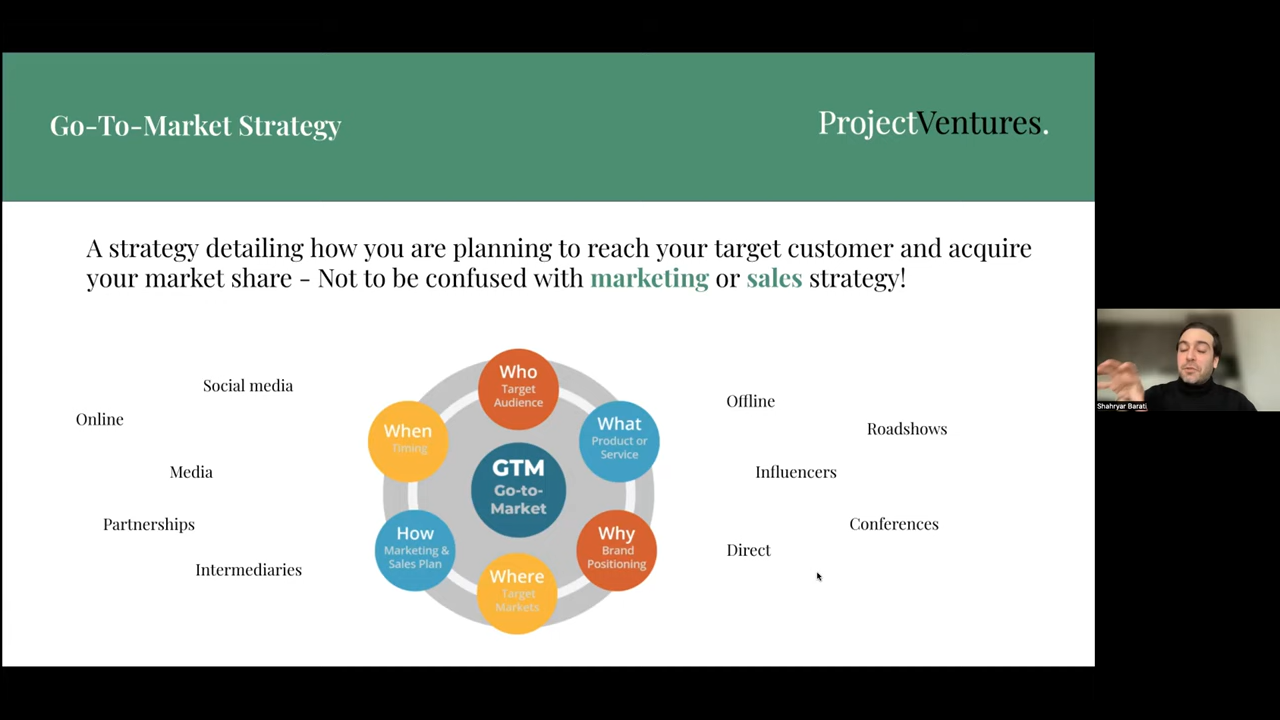 Go-To-Market Strategy
ProjectVentures.
A strategy detailing how you are planning to reach your target customer and acquire
your market share - Not to be confused with marketing or sales strategy!
Social media
Online
Media
Partnerships
Intermediaries
Who
Target
Audience
What
Product or
Service
Why
Brand
Positioning
Where
Target
Markets
How
Marketing &
Sales Plan
When
Timing
GTM
Go-to-
Market
Offline
Roadshows
Influencers
Conferences
Direct
Shahryar Barati